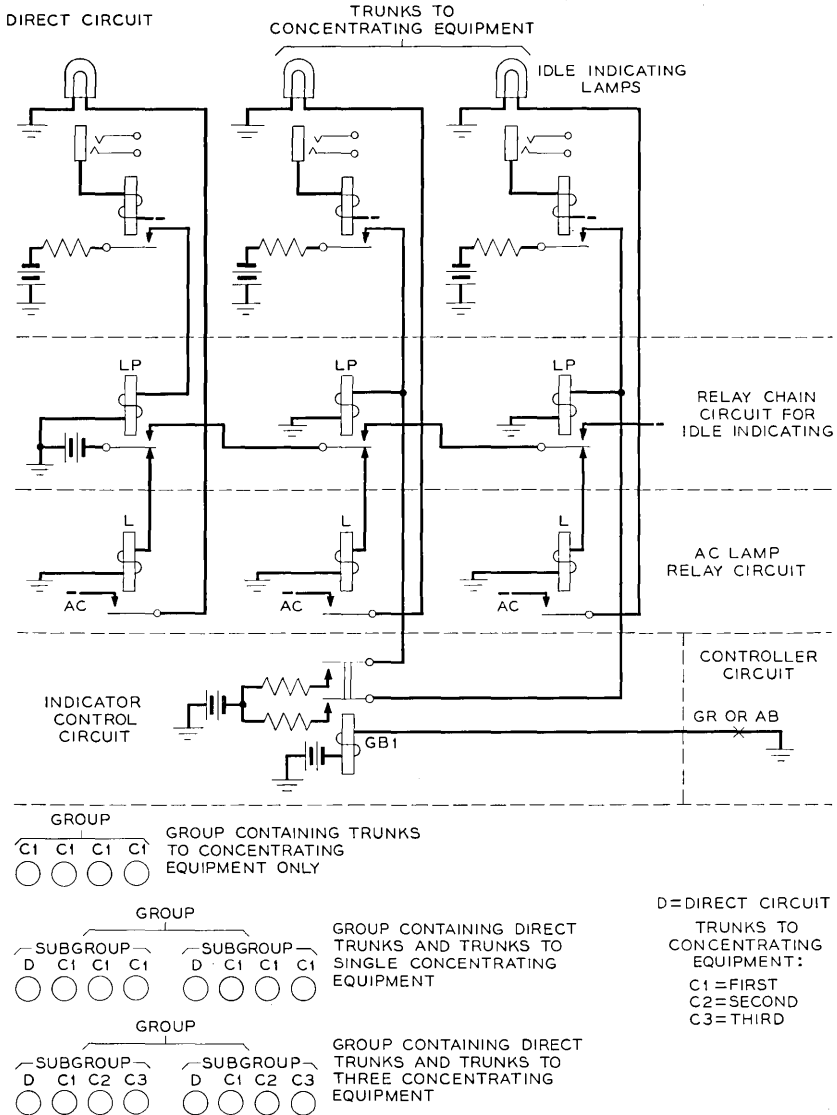 DIRECT CIRCUIT
TRUNKS TO
CONCENTRATING EQUIPMENT
IDLE INDICATING
LAMPS
LP
LP
LP
RELAY CHAIN
CIRCUIT FOR
IDLE INDICATING
L
L
L
AC
AC
AC
AC LAMP
RELAY CIRCUIT
INDICATOR
CONTROL
CIRCUIT
CONTROLLER
CIRCUIT
GR OR AB
GB1
GROUP
C1 C1 C1 C1
GROUP CONTAINING TRUNKS
TO CONCENTRATING
EQUIPMENT ONLY
GROUP
SUBGROUP SUBGROUP
D C1 C1 C1 D C1 C1 C1
GROUP CONTAINING DIRECT
TRUNKS AND TRUNKS TO
SINGLE CONCENTRATING
EQUIPMENT
GROUP
SUBGROUP SUBGROUP
D C1 C2 C3 D C1 C2 C3
GROUP CONTAINING DIRECT
TRUNKS AND TRUNKS TO
THREE CONCENTRATING
EQUIPMENT
D=DIRECT CIRCUIT
TRUNKS TO
CONCENTRATING
EQUIPMENT:
C1=FIRST
C2=SECOND
C3=THIRD